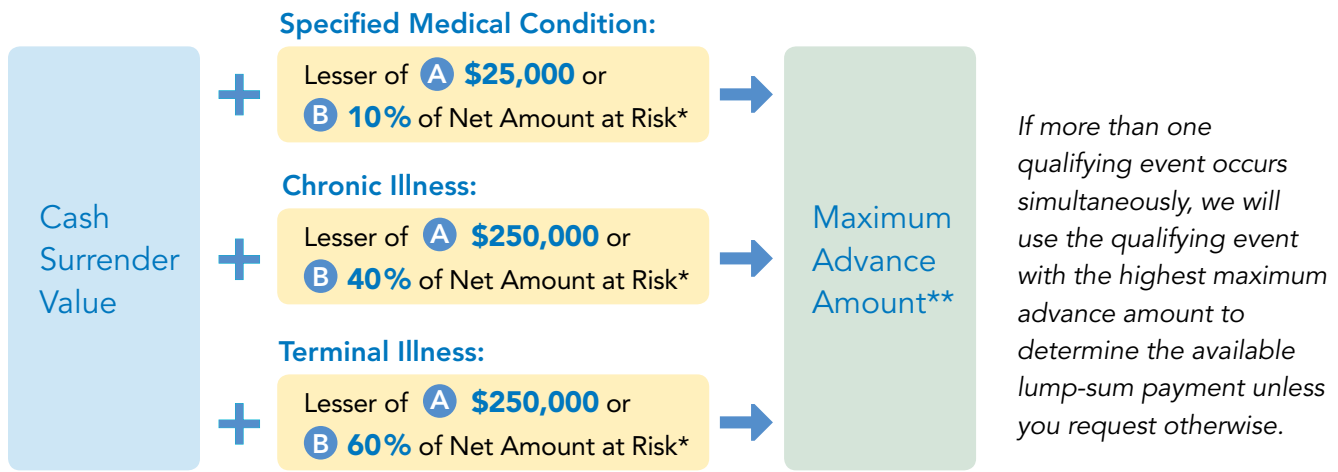 Specified Medical Condition:
Lesser of A $25,000 or
B 10% of Net Amount at Risk*
Chronic Illness:
Lesser of A $250,000 or
B 40% of Net Amount at Risk*
Terminal Illness:
Lesser of A $250,000 or
B 60% of Net Amount at Risk*
Cash
Surrender
Value
Maximum
Advance
Amount**
If more than one
qualifying event occurs
simultaneously, we will
use the qualifying event
with the highest maximum
advance amount to
determine the available
lump-sum payment unless
you request otherwise.